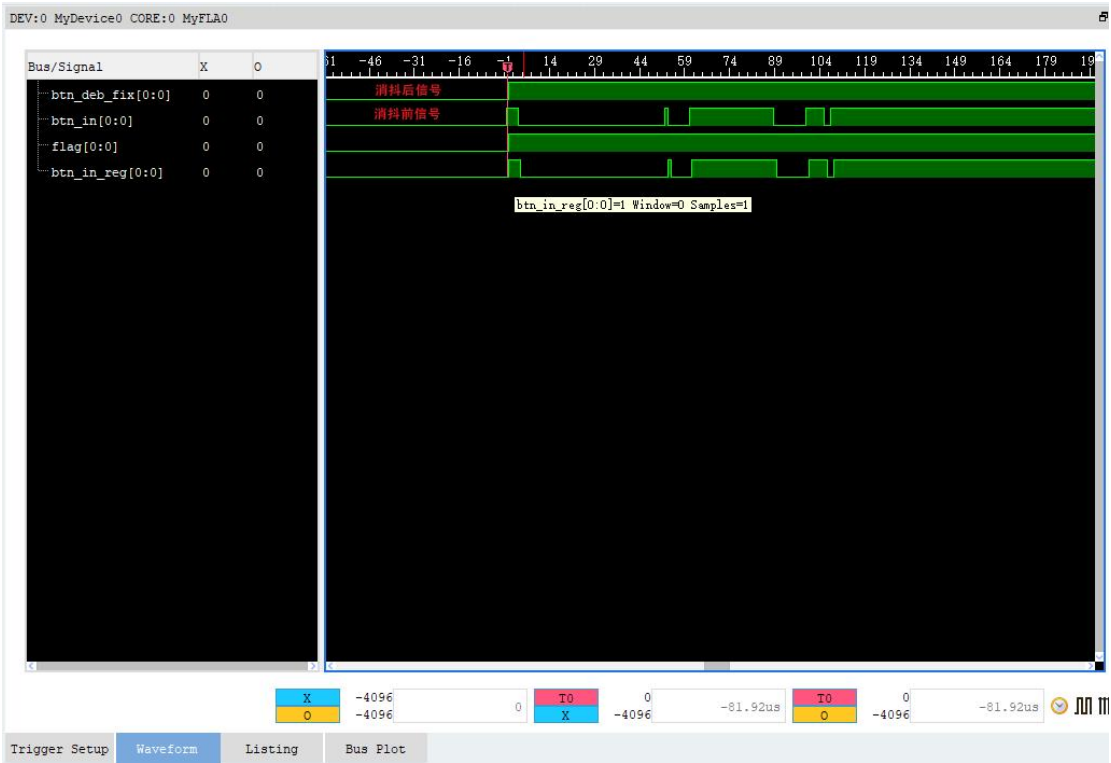 DEV:0 MyDevice0 CORE:0 MyFLA0
Bus/Signal X O
-46 -31 -16 -1 14 29 44 59 74 89 104 119 134 149 164 179
btn_deb_fix[0:0] 0 0 消抖后信号
btn_in[0:0] 0 0 消抖前信号
flag[0:0] 0 0
btn_in_reg[0:0] 0 0
btn_in_reg[0:0]=1 Window=0 Samples=1
X -4096 0 T0 0 -81.92us T0 0 -81.92us
O -4096 X -4096 O -4096
Trigger Setup Waveform Listing Bus Plot